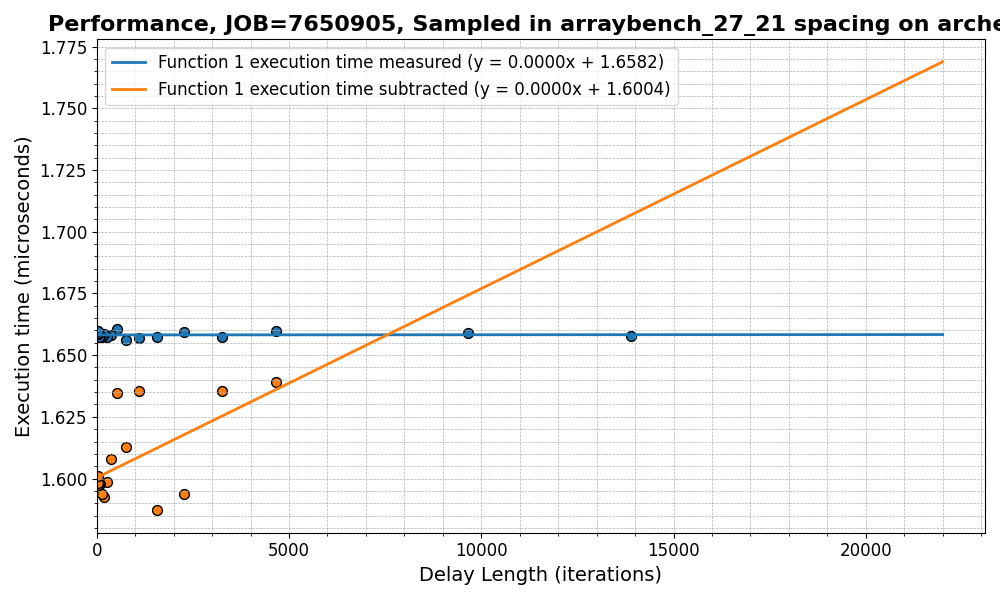 Performance, JOB=7650905, Sampled in arraybench_27_21 spacing on arche
Function 1 execution time measured (y = 0.0000x + 1.6582)
Function 1 execution time subtracted (y = 0.0000x + 1.6004)
Execution time (microseconds)
1.775
1.750
1.725
1.700
1.675
1.650
1.625
1.600
0
5000
10000
15000
20000
Delay Length (iterations)